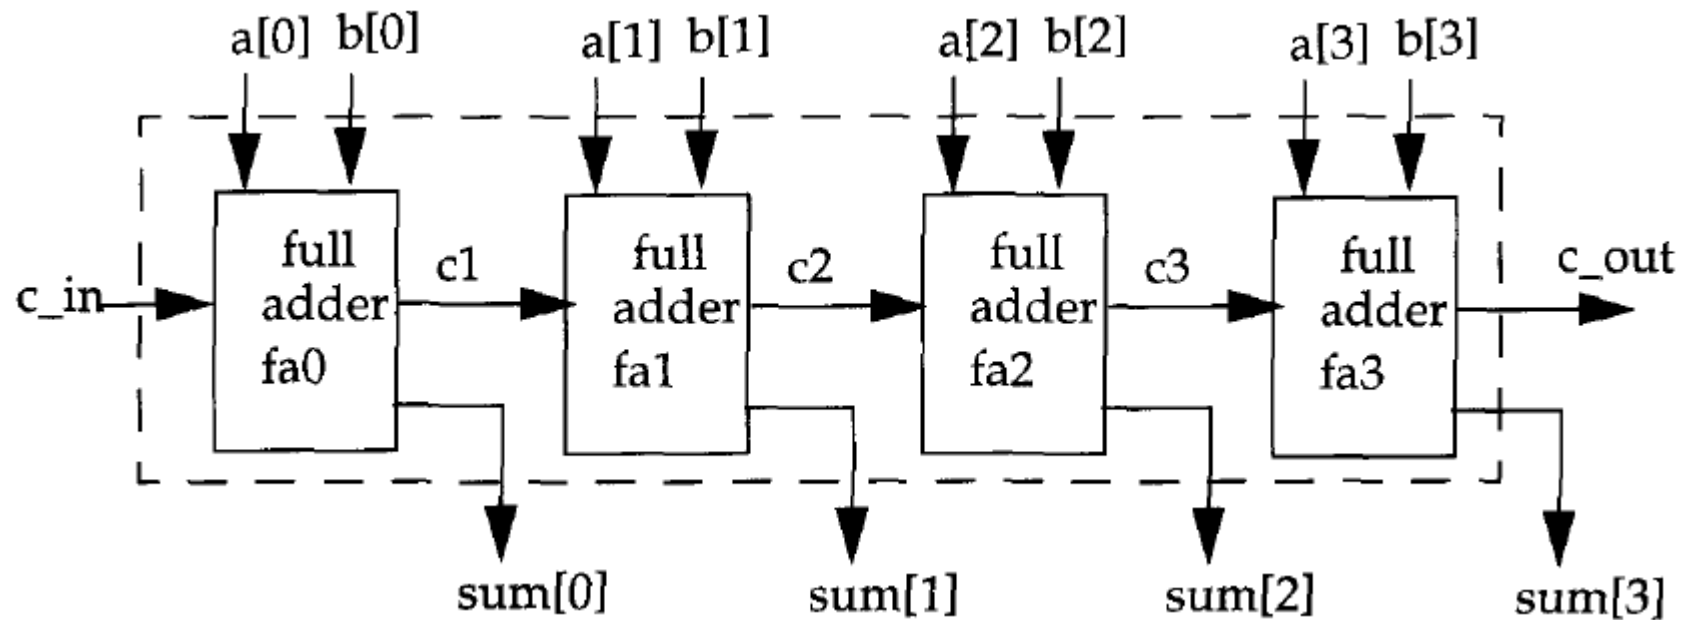 a[0] b[0] a[1] b[1] a[2] b[2] a[3] b[3]
c_in
full
adder
fa0
c1
full
adder
fa1
c2
full
adder
fa2
c3
full
adder
fa3
c_out
sum[0] sum[1] sum[2] sum[3]